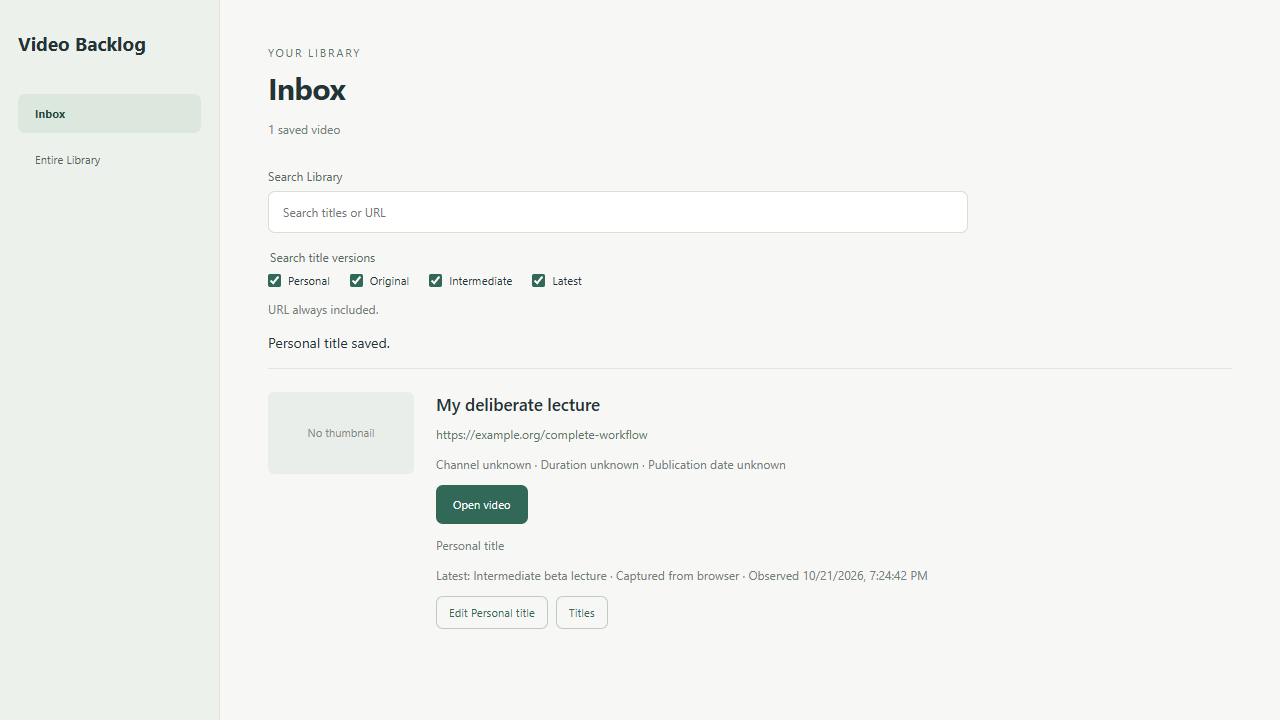 Video Backlog
Inbox
Entire Library
YOUR LIBRARY
Inbox
1 saved video
Search Library
Search titles or URL
Search title versions
Personal
Original
Intermediate
Latest
URL always included.
Personal title saved.
No thumbnail
My deliberate lecture
https://example.org/complete-workflow
Channel unknown · Duration unknown · Publication date unknown
Open video
Personal title
Latest: Intermediate beta lecture · Captured from browser · Observed 10/21/2026, 7:24:42 PM
Edit Personal title
Titles